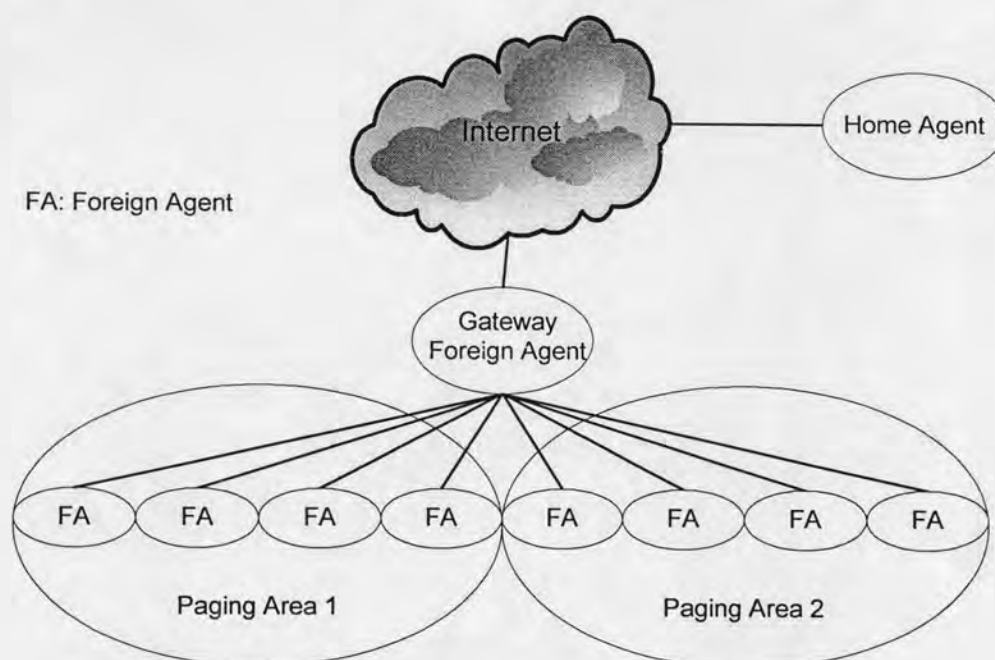 Internet
Home Agent
FA: Foreign Agent
Gateway
Foreign Agent
FA FA FA FA FA FA FA FA
Paging Area 1 Paging Area 2